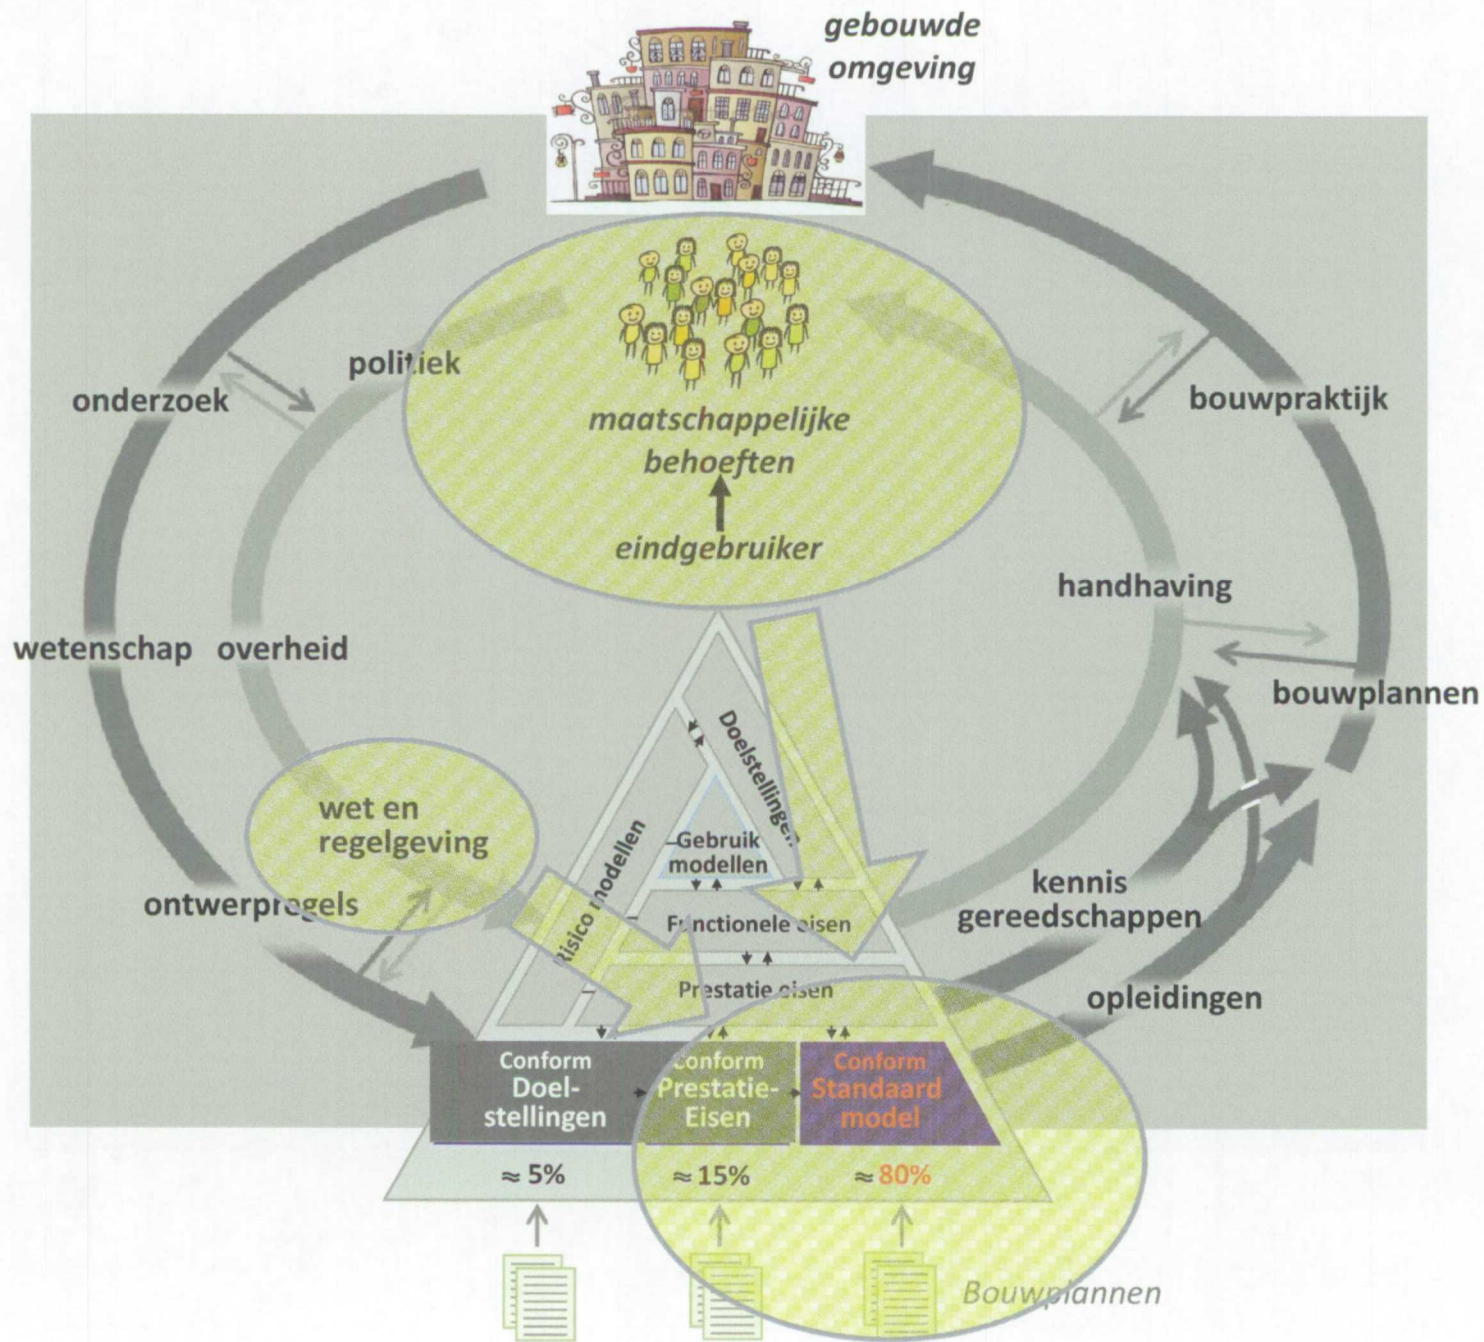 gebouwde
omgeving
politiek
onderzoek
bouwpraktijk
maatschappelijke
behoeften
eindgebruiker
handhaving
wetenschap
overheid
bouwplannen
Doelstellingen
wet en
regelgeving
Risico modellen
Gebruik
modellen
kennis
gereedschappen
ontwerpregels
Functionele eisen
Prestatie eisen
opleidingen
Conform
Doel-
stellingen
Conform
Prestatie-
Eisen
Conform
Standaard
model
≈ 5%
≈ 15%
≈ 80%
Bouwplannen